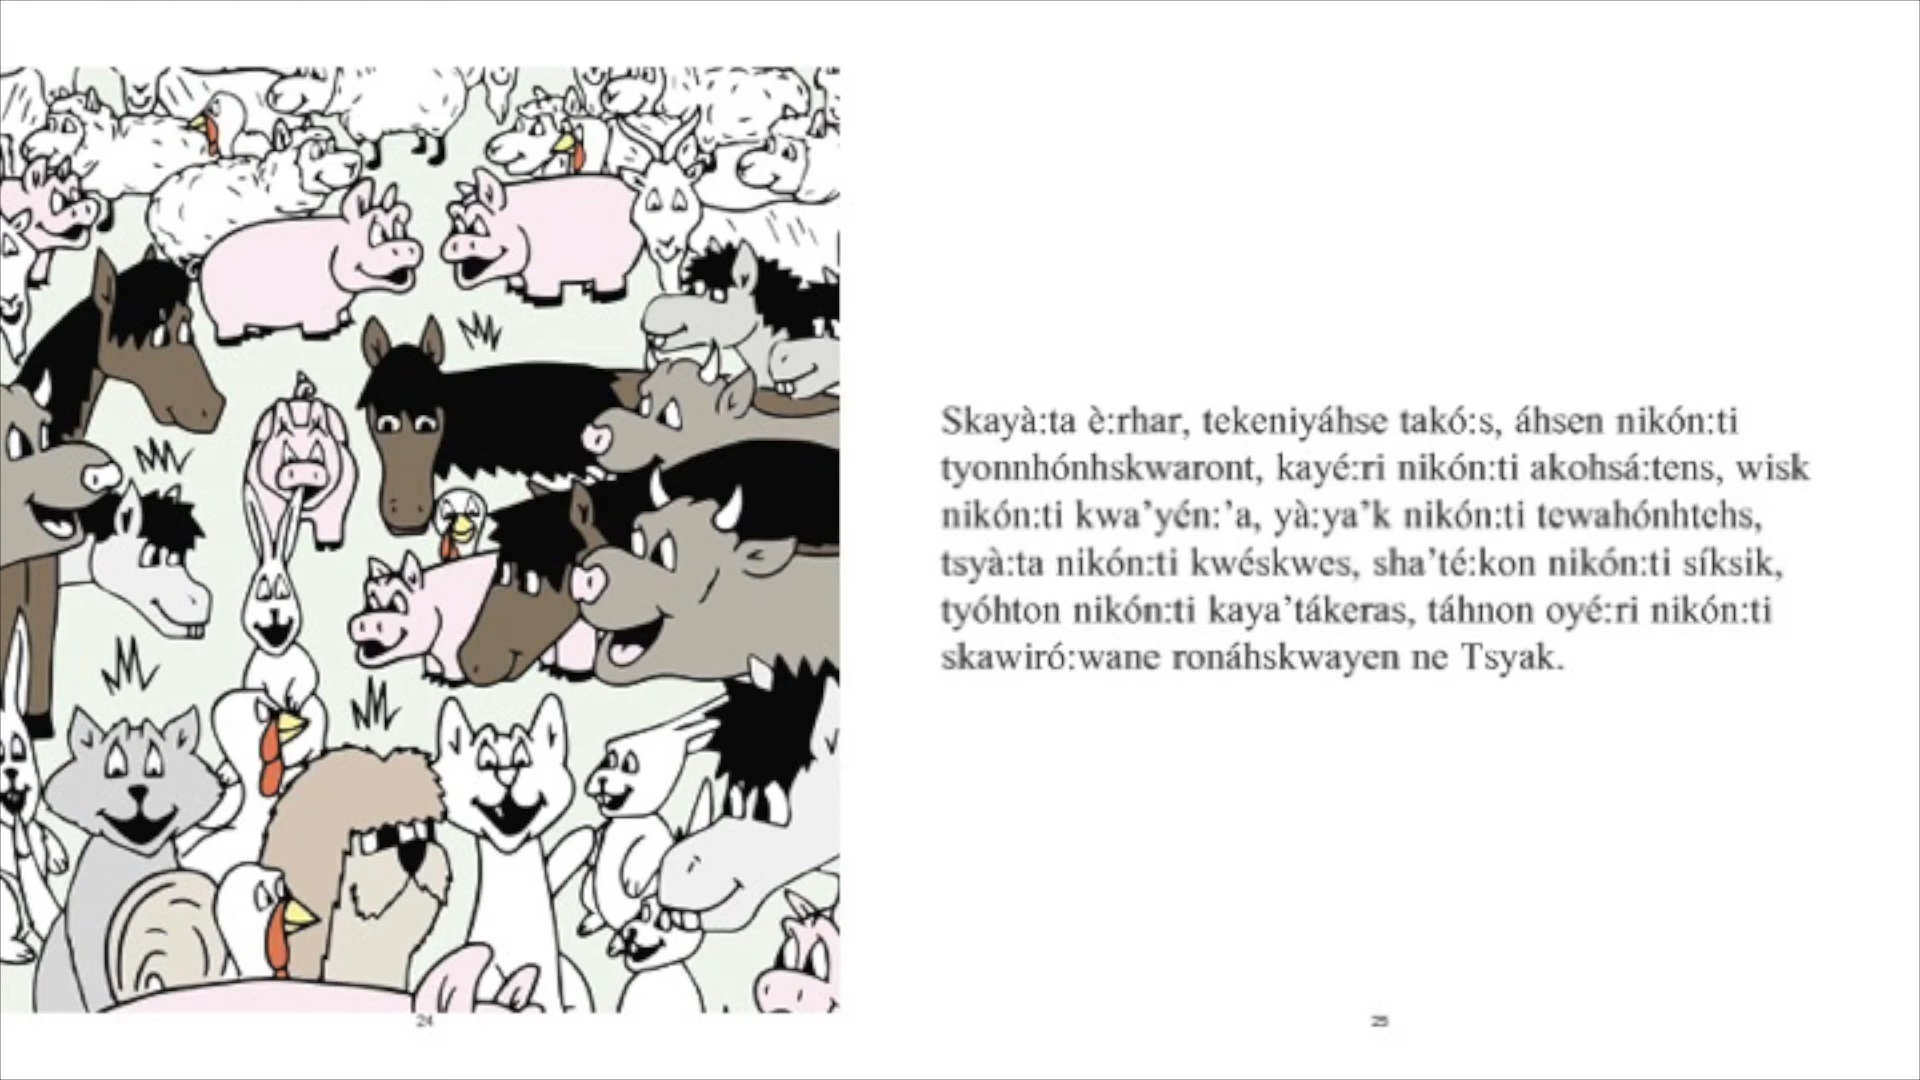 Skayà:ta è:rhar, tekeniyáhse takó:s, áhsen nikón:ti
tyonnhónhskwaront, kayé:ri nikón:ti akohsá:tens, wisk
nikón:ti kwa’yén:’a, yà:ya’k nikón:ti tewahónhtehs,
tsyà:ta nikón:ti kwéskwes, sha’té:kon nikón:ti síksik,
tyóhton nikón:ti kaya’tákeras, táhnon oyé:ri nikón:ti
skawiró:wane ronáhskwayen ne Tsyak.
24
25